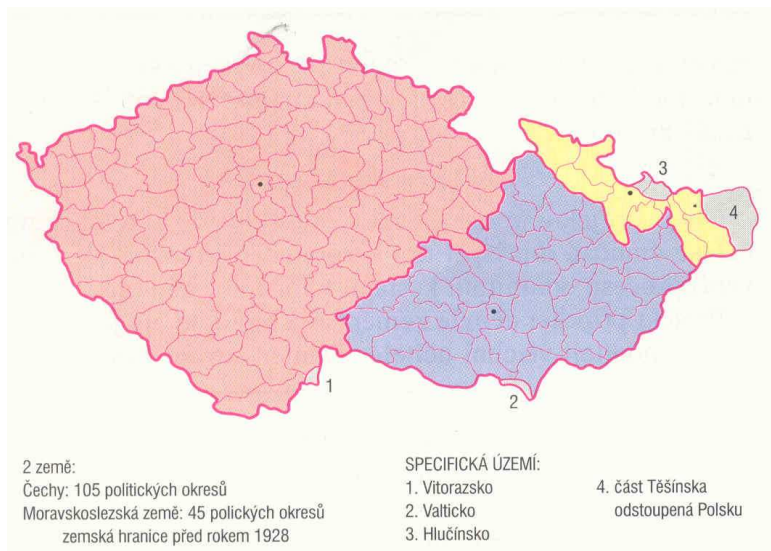 3
4
1
2
2 země:
Čechy: 105 politických okresů
Moravskoslezská země: 45 polických okresů
zemská hranice před rokem 1928
SPECIFICKÁ ÚZEMÍ:
1. Vitorazsko
2. Valticko
3. Hlučínsko
4. část Těšínska
odstoupená Polsku